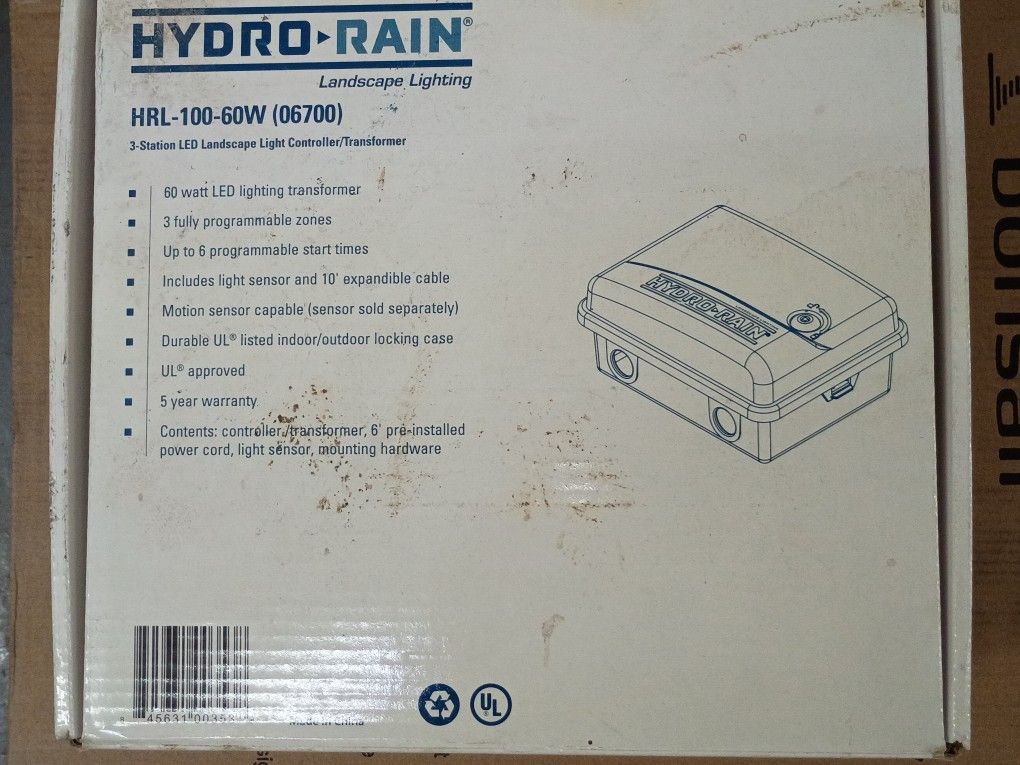 HYDRO▸RAIN®
Landscape Lighting
HRL-100-60W (06700)
3-Station LED Landscape Light Controller/Transformer
▪ 60 watt LED lighting transformer
▪ 3 fully programmable zones
▪ Up to 6 programmable start times
▪ Includes light sensor and 10' expandible cable
▪ Motion sensor capable (sensor sold separately)
▪ Durable UL® listed indoor/outdoor locking case
▪ UL® approved
▪ 5 year warranty
▪ Contents: controller /transformer, 6' pre-installed
power cord, light sensor, mounting hardware
HYDRO▸RAIN
8 45631 00353
Made in China
UL